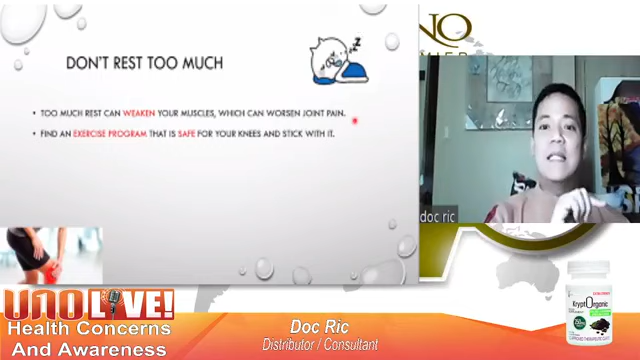 DON'T REST TOO MUCH
• TOO MUCH REST CAN WEAKEN YOUR MUSCLES, WHICH CAN WORSEN JOINT PAIN.
• FIND AN EXERCISE PROGRAM THAT IS SAFE FOR YOUR KNEES AND STICK WITH IT.
NO
doc ric
UNO LIVE!
Health Concerns
And Awareness
Doc Ric
Distributor / Consultant
KryptOrganic